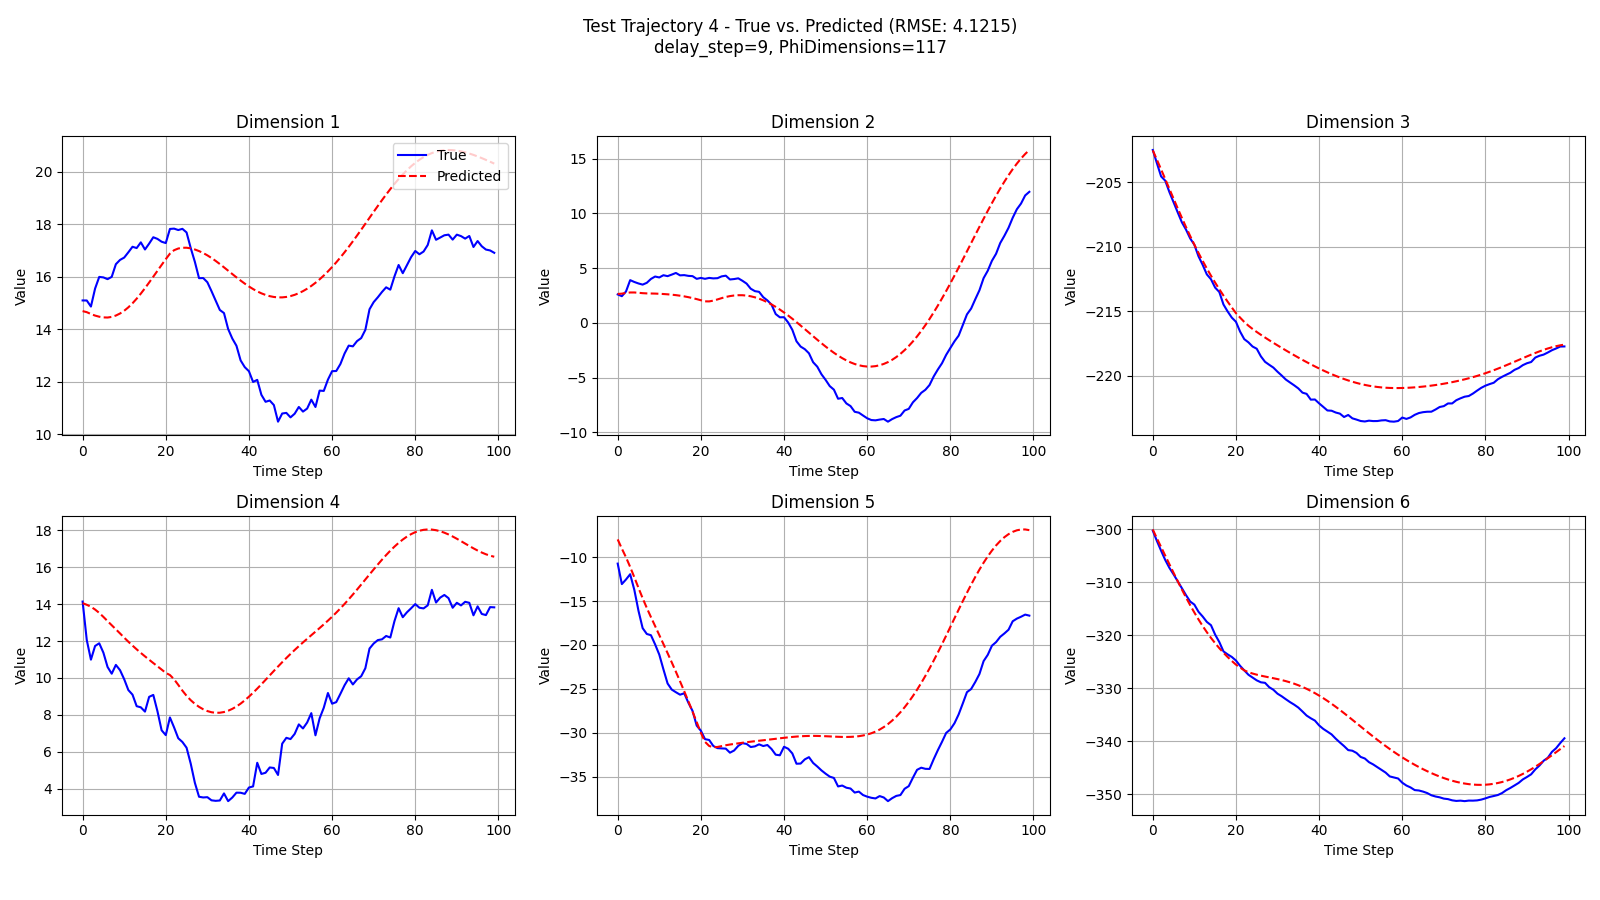 Test Trajectory 4 - True vs. Predicted (RMSE: 4.1215)
delay_step=9, PhiDimensions=117
Dimension 1
True
Predicted
Value
20
18
16
14
12
10
0 20 40 60 80 100
Time Step
Dimension 2
Value
15
10
5
0
−5
−10
0 20 40 60 80 100
Time Step
Dimension 3
Value
−205
−210
−215
−220
0 20 40 60 80 100
Time Step
Dimension 4
Value
18
16
14
12
10
8
6
4
0 20 40 60 80 100
Time Step
Dimension 5
Value
−10
−15
−20
−25
−30
−35
0 20 40 60 80 100
Time Step
Dimension 6
Value
−300
−310
−320
−330
−340
−350
0 20 40 60 80 100
Time Step